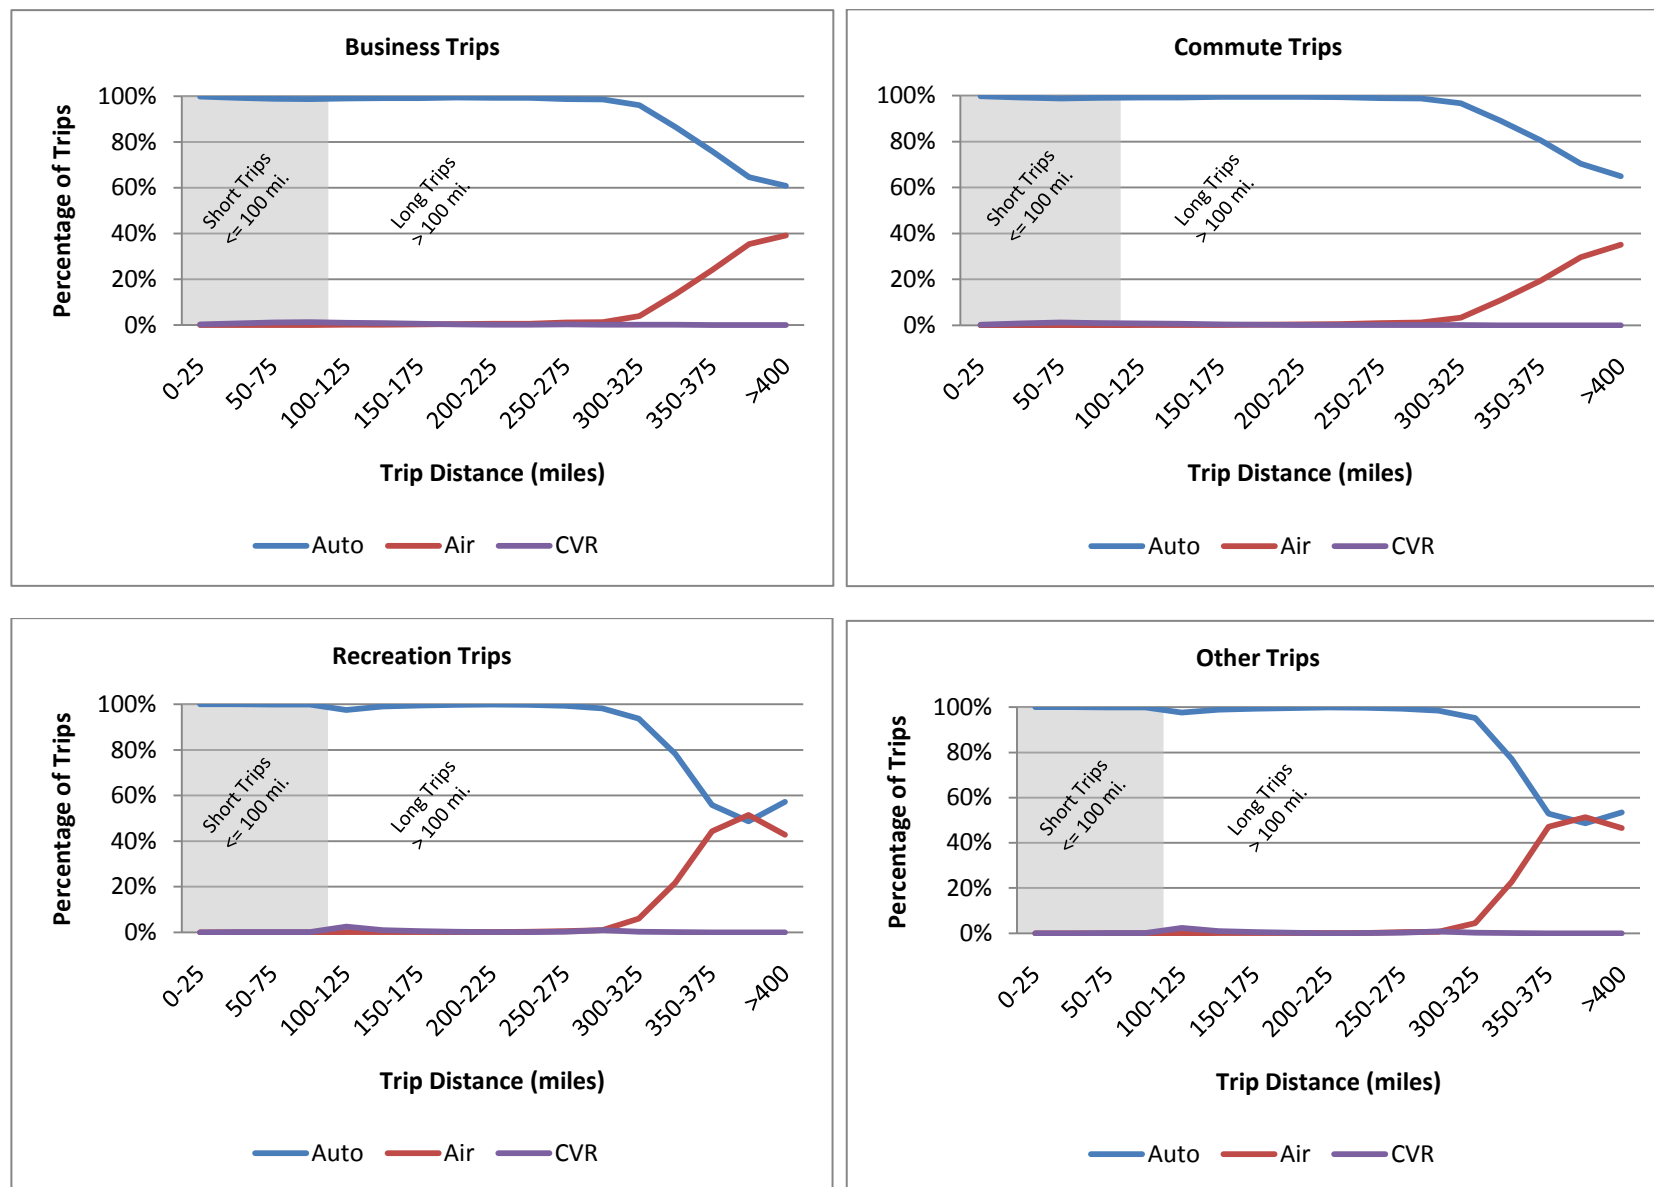 Business Trips
Percentage of Trips
100%
80%
60%
40%
20%
0%
Short Trips
<= 100 mi.
Long Trips
> 100 mi.
0-25
50-75
100-125
150-175
200-225
250-275
300-325
350-375
>400
Trip Distance (miles)
Auto Air CVR
Commute Trips
100%
80%
60%
40%
20%
0%
Short Trips
<= 100 mi.
Long Trips
> 100 mi.
0-25
50-75
100-125
150-175
200-225
250-275
300-325
350-375
>400
Trip Distance (miles)
Auto Air CVR
Recreation Trips
Percentage of Trips
100%
80%
60%
40%
20%
0%
Short Trips
<= 100 mi.
Long Trips
> 100 mi.
0-25
50-75
100-125
150-175
200-225
250-275
300-325
350-375
>400
Trip Distance (miles)
Auto Air CVR
Other Trips
Percentage of Trips
100%
80%
60%
40%
20%
0%
Short Trips
<= 100 mi.
Long Trips
> 100 mi.
0-25
50-75
100-125
150-175
200-225
250-275
300-325
350-375
>400
Trip Distance (miles)
Auto Air CVR